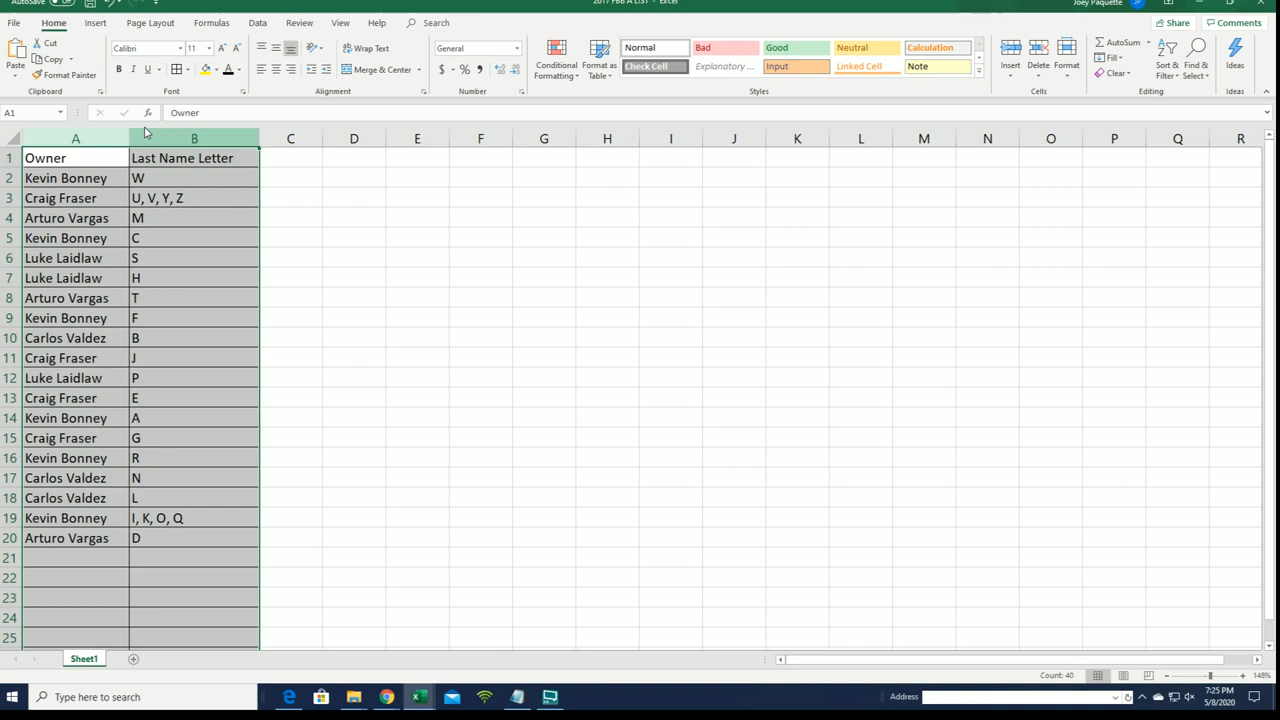 2017 FBB A LIST - Excel
Joey Paquette
AutoSave Off
File Home Insert Page Layout Formulas Data Review View Help Search Share Comments
Cut
Copy
Format Painter
Paste
Clipboard
Calibri 11
B I U
Font
Wrap Text
Merge & Center
Alignment
General
$ % ,
Number
Conditional Formatting
Format as Table
Normal Bad Good Neutral Calculation
Check Cell Explanatory ... Input Linked Cell Note
Styles
Insert Delete Format
Cells
AutoSum
Fill
Clear
Sort & Filter
Find & Select
Editing
Ideas
Ideas
A1 fx Owner
A B C D E F G H I J K L M N O P Q R
1 Owner Last Name Letter
2 Kevin Bonney W
3 Craig Fraser U, V, Y, Z
4 Arturo Vargas M
5 Kevin Bonney C
6 Luke Laidlaw S
7 Luke Laidlaw H
8 Arturo Vargas T
9 Kevin Bonney F
10 Carlos Valdez B
11 Craig Fraser J
12 Luke Laidlaw P
13 Craig Fraser E
14 Kevin Bonney A
15 Craig Fraser G
16 Kevin Bonney R
17 Carlos Valdez N
18 Carlos Valdez L
19 Kevin Bonney I, K, O, Q
20 Arturo Vargas D
21
22
23
24
25
Sheet1
Count: 40 148%
Type here to search
Address
7:25 PM
5/8/2020